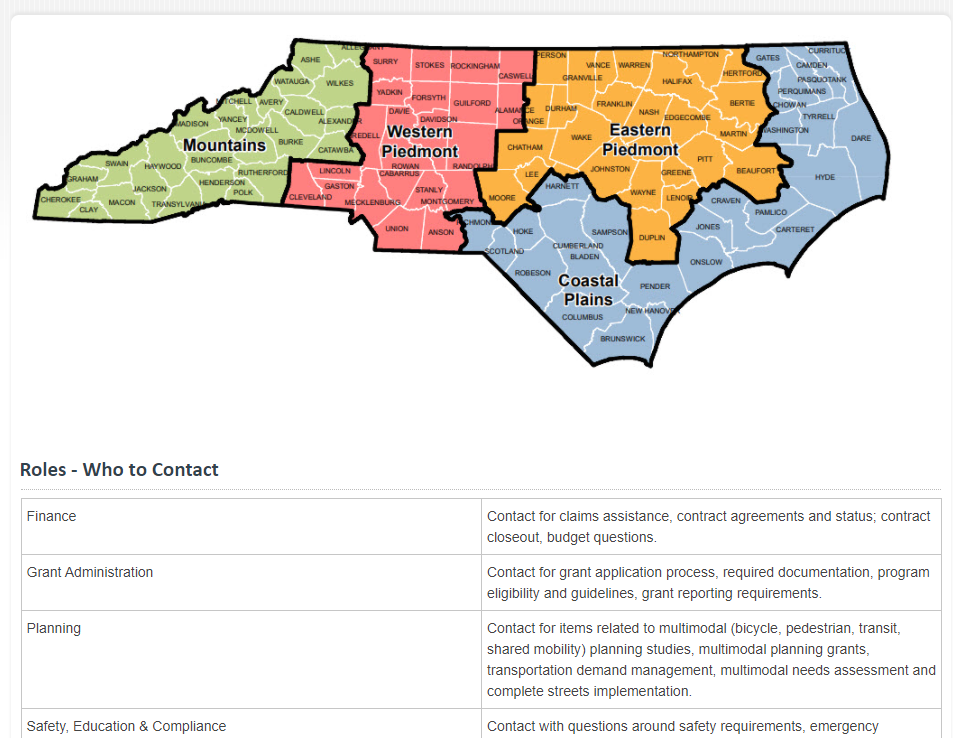 ALLEGHANY
ASHE
SURRY
STOKES
ROCKINGHAM
CASWELL
PERSON
VANCE
WARREN
NORTHAMPTON
GATES
CURRITUC
CAMDEN
WATAUGA
WILKES
GRANVILLE
HALIFAX
HERTFORD
PASQUOTANK
PERQUIMANS
YADKIN
FORSYTH
GUILFORD
MITCHELL
AVERY
CALDWELL
ALEXANDER
DAVIE
DAVIDSON
ALAMANCE
ORANGE
DURHAM
FRANKLIN
NASH
EDGECOMBE
BERTIE
CHOWAN
TYRRELL
MADISON
YANCEY
MCDOWELL
BURKE
CATAWBA
IREDELL
Western
Piedmont
WAKE
Eastern
Piedmont
MARTIN
WASHINGTON
DARE
Mountains
BUNCOMBE
SWAIN
HAYWOOD
RUTHERFORD
LINCOLN
ROWAN
CABARRUS
RANDOLPH
CHATHAM
LEE
JOHNSTON
GREENE
PITT
BEAUFORT
HYDE
GRAHAM
JACKSON
HENDERSON
POLK
GASTON
CLEVELAND
STANLY
MECKLENBURG
MONTGOMERY
MOORE
HARNETT
WAYNE
LENOIR
CRAVEN
PAMLICO
CHEROKEE
CLAY
MACON
TRANSYLVANIA
UNION
ANSON
RICHMOND
HOKE
SCOTLAND
CUMBERLAND
SAMPSON
DUPLIN
JONES
CARTERET
BLADEN
ONSLOW
ROBESON
Coastal
Plains
PENDER
COLUMBUS
NEW HANOVER
BRUNSWICK
Roles - Who to Contact
Finance
Contact for claims assistance, contract agreements and status; contract
closeout, budget questions.
Grant Administration
Contact for grant application process, required documentation, program
eligibility and guidelines, grant reporting requirements.
Planning
Contact for items related to multimodal (bicycle, pedestrian, transit,
shared mobility) planning studies, multimodal planning grants,
transportation demand management, multimodal needs assessment and
complete streets implementation.
Safety, Education & Compliance
Contact with questions around safety requirements, emergency